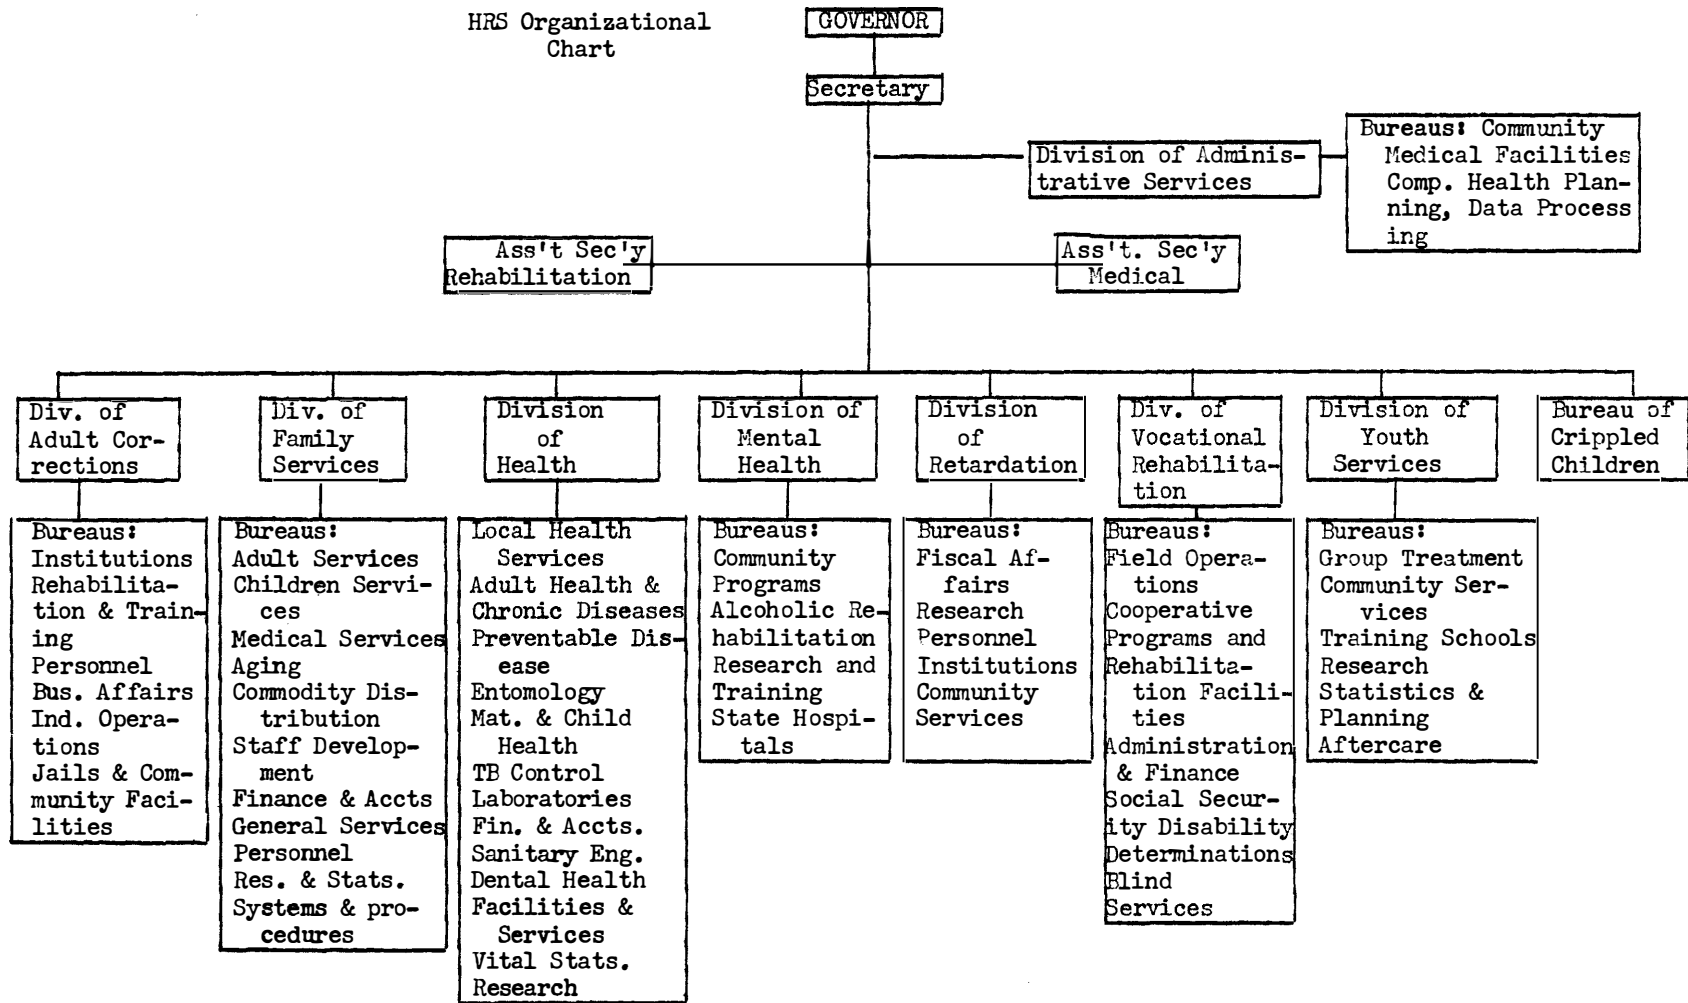 HRS Organizational
Chart
GOVERNOR
Secretary
Division of Adminis-
trative Services
Bureaus: Community
Medical Facilities
Comp. Health Plan-
ning, Data Process
ing
Ass't Sec'y
Rehabilitation
Ass't. Sec'y
Medical
Div. of
Adult Cor-
rections
Div. of
Family
Services
Division
of
Health
Division of
Mental
Health
Division
of
Retardation
Div. of
Vocational
Rehabilita-
tion
Division of
Youth
Services
Bureau of
Crippled
Children
Bureaus:
Institutions
Rehabilita-
tion & Train-
ing
Personnel
Bus. Affairs
Ind. Opera-
tions
Jails & Com-
munity Faci-
lities
Bureaus:
Adult Services
Children Servi-
ces
Medical Services
Aging
Commodity Dis-
tribution
Staff Develop-
ment
Finance & Accts
General Services
Personnel
Res. & Stats.
Systems & pro-
cedures
Local Health
Services
Adult Health &
Chronic Diseases
Preventable Dis-
ease
Entomology
Mat. & Child
Health
TB Control
Laboratories
Fin. & Accts.
Sanitary Eng.
Dental Health
Facilities &
Services
Vital Stats.
Research
Bureaus:
Community
Programs
Alcoholic Re-
habilitation
Research and
Training
State Hospi-
tals
Bureaus:
Fiscal Af-
fairs
Research
Personnel
Institutions
Community
Services
Bureaus:
Field Opera-
tions
Cooperative
Programs and
Rehabilita-
tion Facili-
ties
Administration
& Finance
Social Secur-
ity Disability
Determinations
Blind
Services
Bureaus:
Group Treatment
Community Ser-
vices
Training Schools
Research
Statistics &
Planning
Aftercare